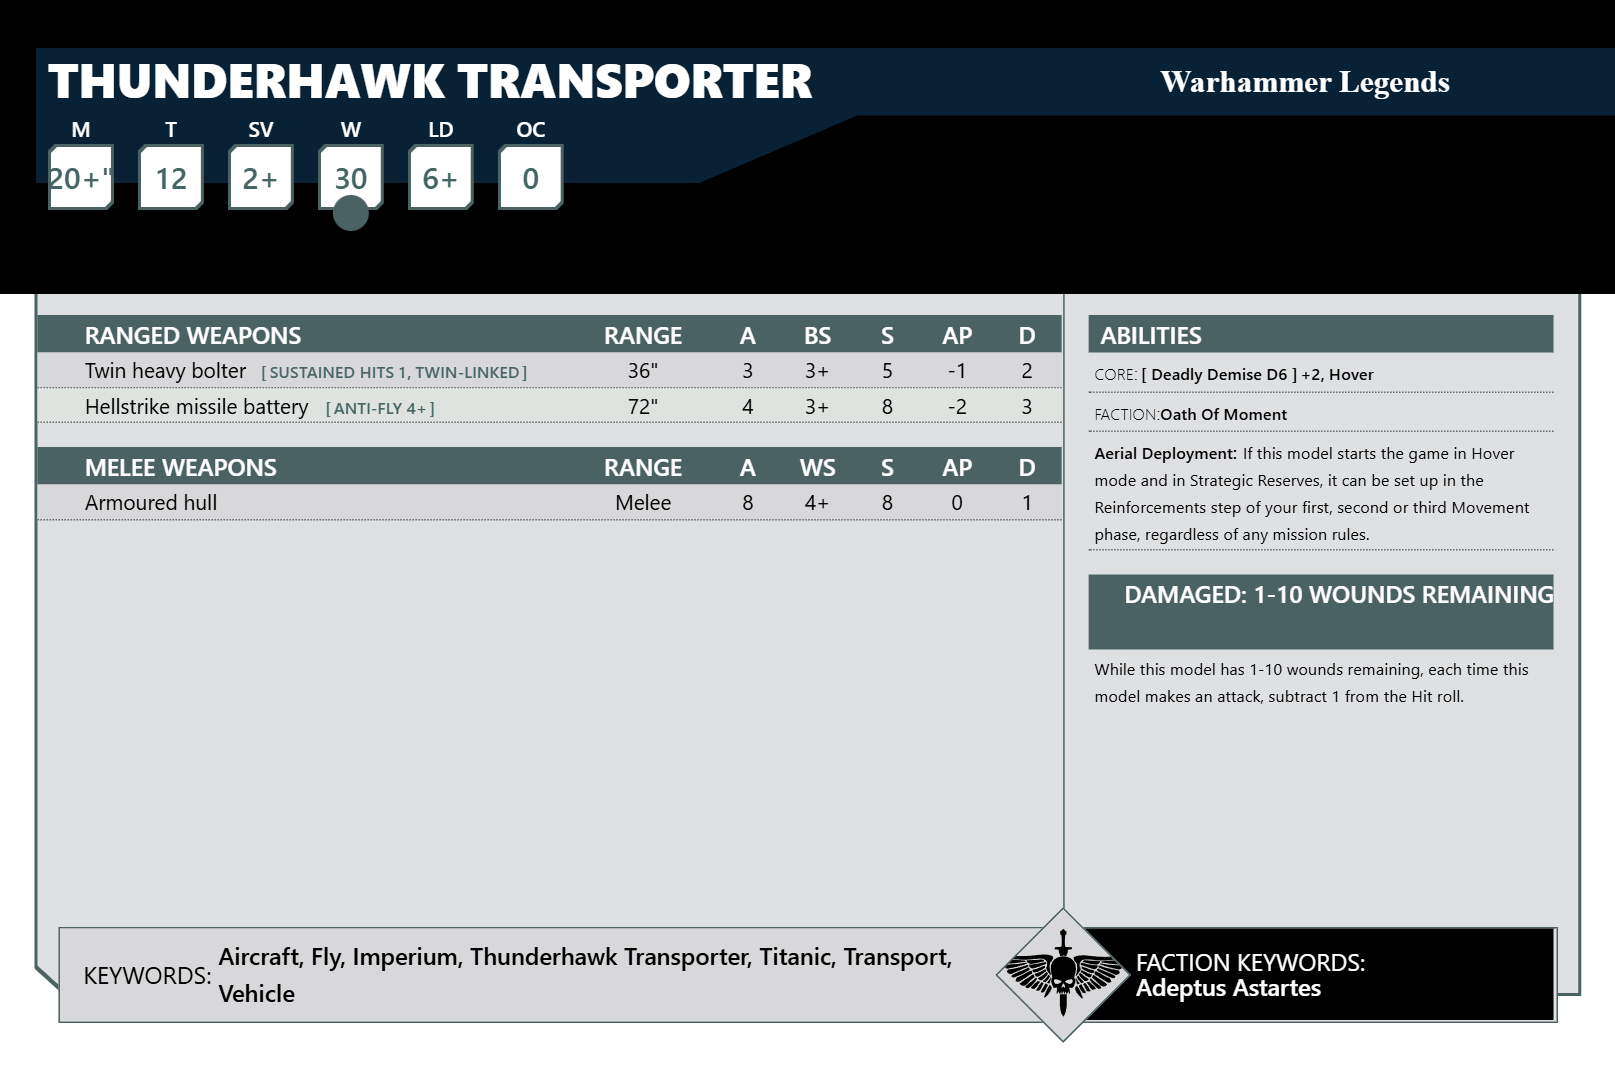 THUNDERHAWK TRANSPORTER
Warhammer Legends
M T SV W LD OC
20+" 12 2+ 30 6+ 0
RANGED WEAPONS RANGE A BS S AP D
Twin heavy bolter [ SUSTAINED HITS 1, TWIN-LINKED ] 36" 3 3+ 5 -1 2
Hellstrike missile battery [ ANTI-FLY 4+ ] 72" 4 3+ 8 -2 3
MELEE WEAPONS RANGE A WS S AP D
Armoured hull Melee 8 4+ 8 0 1
ABILITIES
CORE: [ Deadly Demise D6 ] +2, Hover
FACTION:Oath Of Moment
Aerial Deployment: If this model starts the game in Hover
mode and in Strategic Reserves, it can be set up in the
Reinforcements step of your first, second or third Movement
phase, regardless of any mission rules.
DAMAGED: 1-10 WOUNDS REMAINING
While this model has 1-10 wounds remaining, each time this
model makes an attack, subtract 1 from the Hit roll.
KEYWORDS: Aircraft, Fly, Imperium, Thunderhawk Transporter, Titanic, Transport,
Vehicle
FACTION KEYWORDS:
Adeptus Astartes